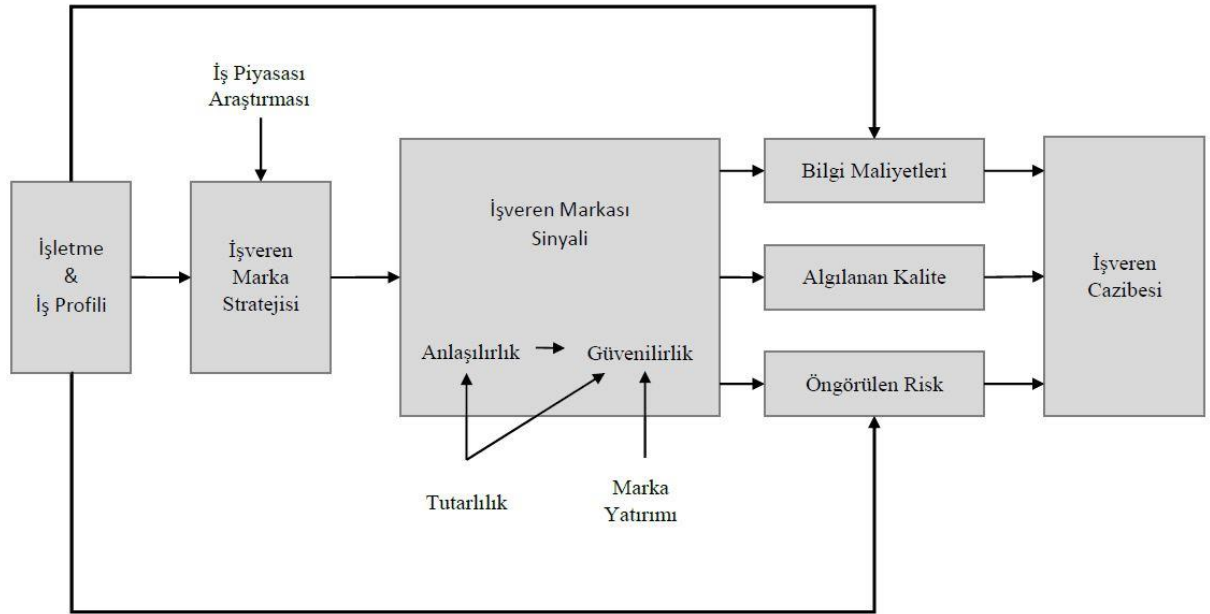 İş Piyasası
Araştırması
İşletme
&
İş Profili
İşveren
Marka
Stratejisi
İşveren Markası
Sinyali
Anlaşılırlık
Güvenilirlik
Tutarlılık
Marka
Yatırımı
Bilgi Maliyetleri
Algılanan Kalite
Öngörülen Risk
İşveren
Cazibesi